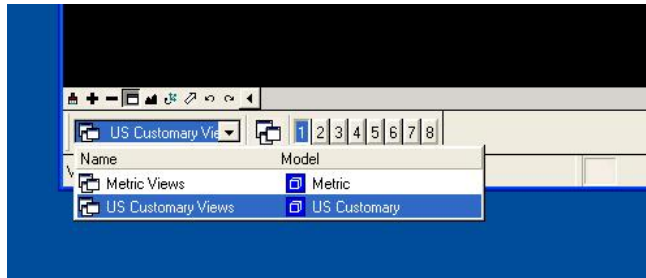 US Customary Vie
1 2 3 4 5 6 7 8
Name Model
Metric Views Metric
US Customary Views US Customary